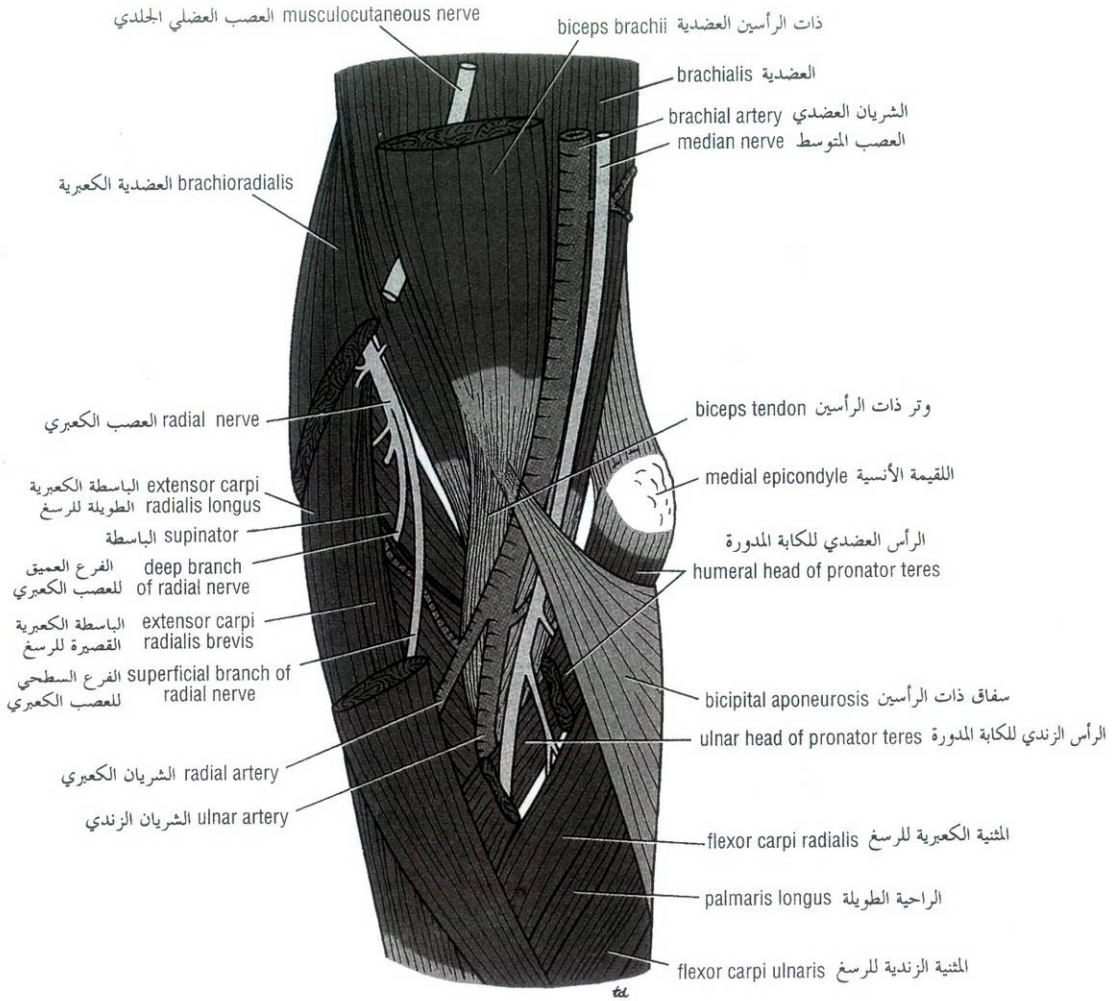 العصب العضلي الجلدي musculocutaneous nerve
ذات الرأسين العضدية biceps brachii
العضدية brachialis
الشريان العضدي brachial artery
العصب المتوسط median nerve
العضدية الكعبرية brachioradialis
وتر ذات الرأسين biceps tendon
العصب الكعبري radial nerve
اللقيمة الأنسية medial epicondyle
الباسطة الكعبرية extensor carpi
الطويلة للرسغ radialis longus
الباسطة supinator
الرأس العضدي للكابة المدورة
humeral head of pronator teres
الفرع العميق deep branch
للعصب الكعبري of radial nerve
الباسطة الكعبرية extensor carpi
القصيرة للرسغ radialis brevis
الفرع السطحي superficial branch of
للعصب الكعبري radial nerve
سفاق ذات الرأسين bicipital aponeurosis
الرأس الزندي للكابة المدورة ulnar head of pronator teres
الشريان الكعبري radial artery
الشريان الزندي ulnar artery
المثنية الكعبرية للرسغ flexor carpi radialis
الراحية الطويلة palmaris longus
المثنية الزندية للرسغ flexor carpi ulnaris
td